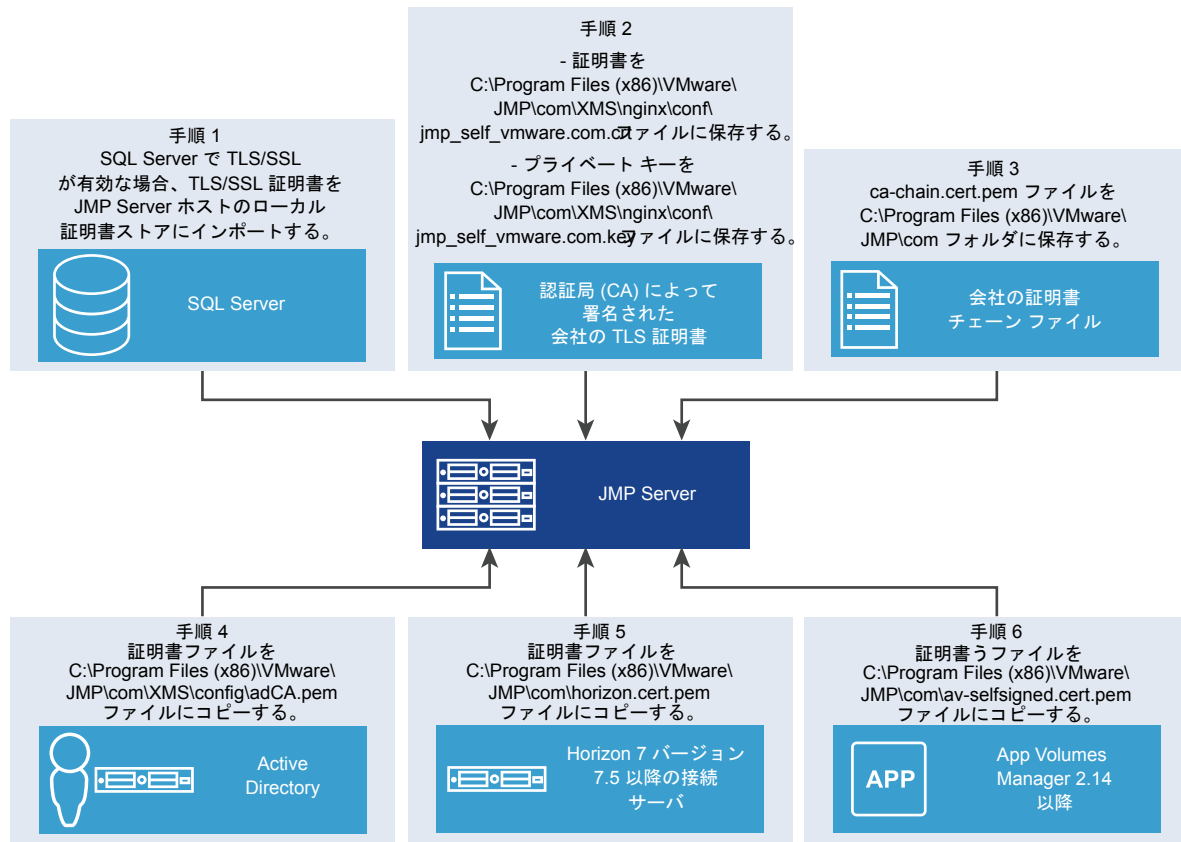 手順 1
SQL Server で TLS/SSL
が有効な場合、TLS/SSL 証明書を
JMP Server ホストのローカル
証明書ストアにインポートする。
SQL Server
手順 2
- 証明書を
C:\Program Files (x86)\VMware\
JMP\com\XMS\nginx\conf\
jmp_self_vmware.com.crt ファイルに保存する。
- プライベート キーを
C:\Program Files (x86)\VMware\
JMP\com\XMS\nginx\conf\
jmp_self_vmware.com.key ファイルに保存する。
認証局 (CA) によって
署名された
会社の TLS 証明書
手順 3
ca-chain.cert.pem ファイルを
C:\Program Files (x86)\VMware\
JMP\com フォルダに保存する。
会社の証明書
チェーン ファイル
JMP Server
手順 4
証明書ファイルを
C:\Program Files (x86)\VMware\
JMP\com\XMS\config\adCA.pem
ファイルにコピーする。
Active
Directory
手順 5
証明書ファイルを
C:\Program Files (x86)\VMware\
JMP\com\horizon.cert.pem
ファイルにコピーする。
Horizon 7 バージョン
7.5 以降の接続
サーバ
手順 6
証明書うファイルを
C:\Program Files (x86)\VMware\
JMP\com\av-selfsigned.cert.pem
ファイルにコピーする。
APP
App Volumes
Manager 2.14
以降